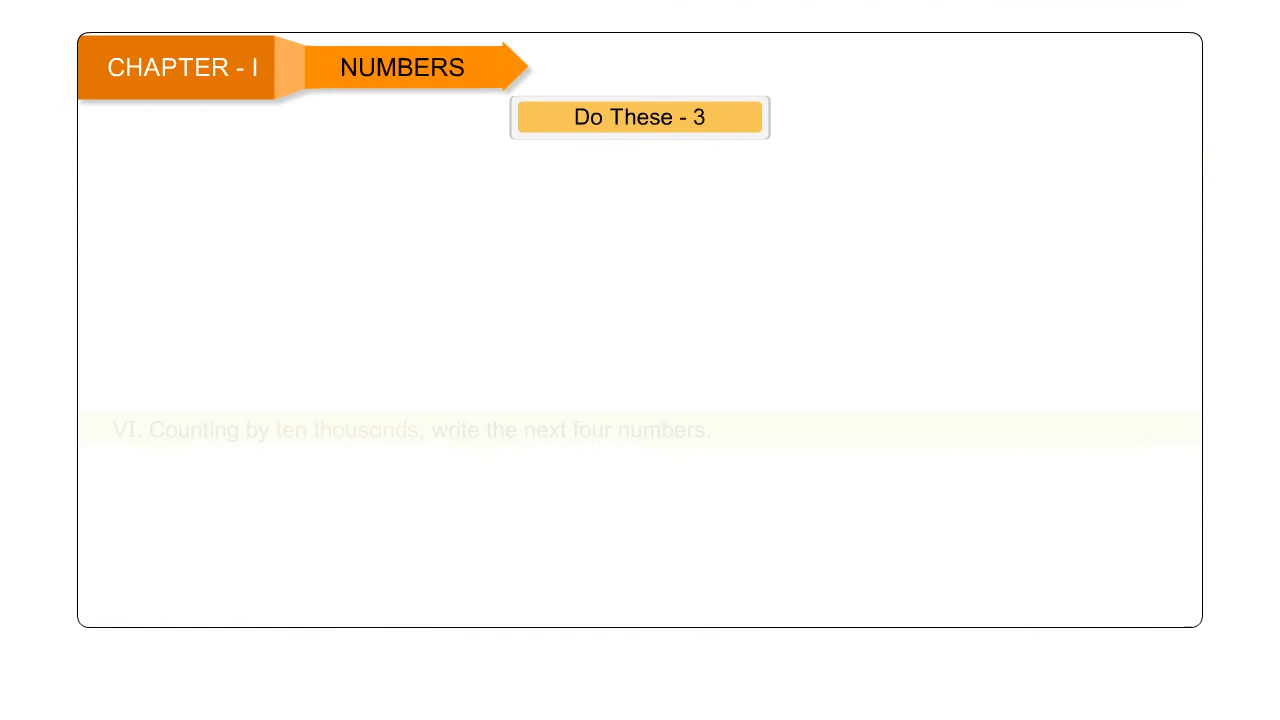 CHAPTER - I
NUMBERS
Do These - 3
VI. Counting by ten thousands, write the next four numbers.